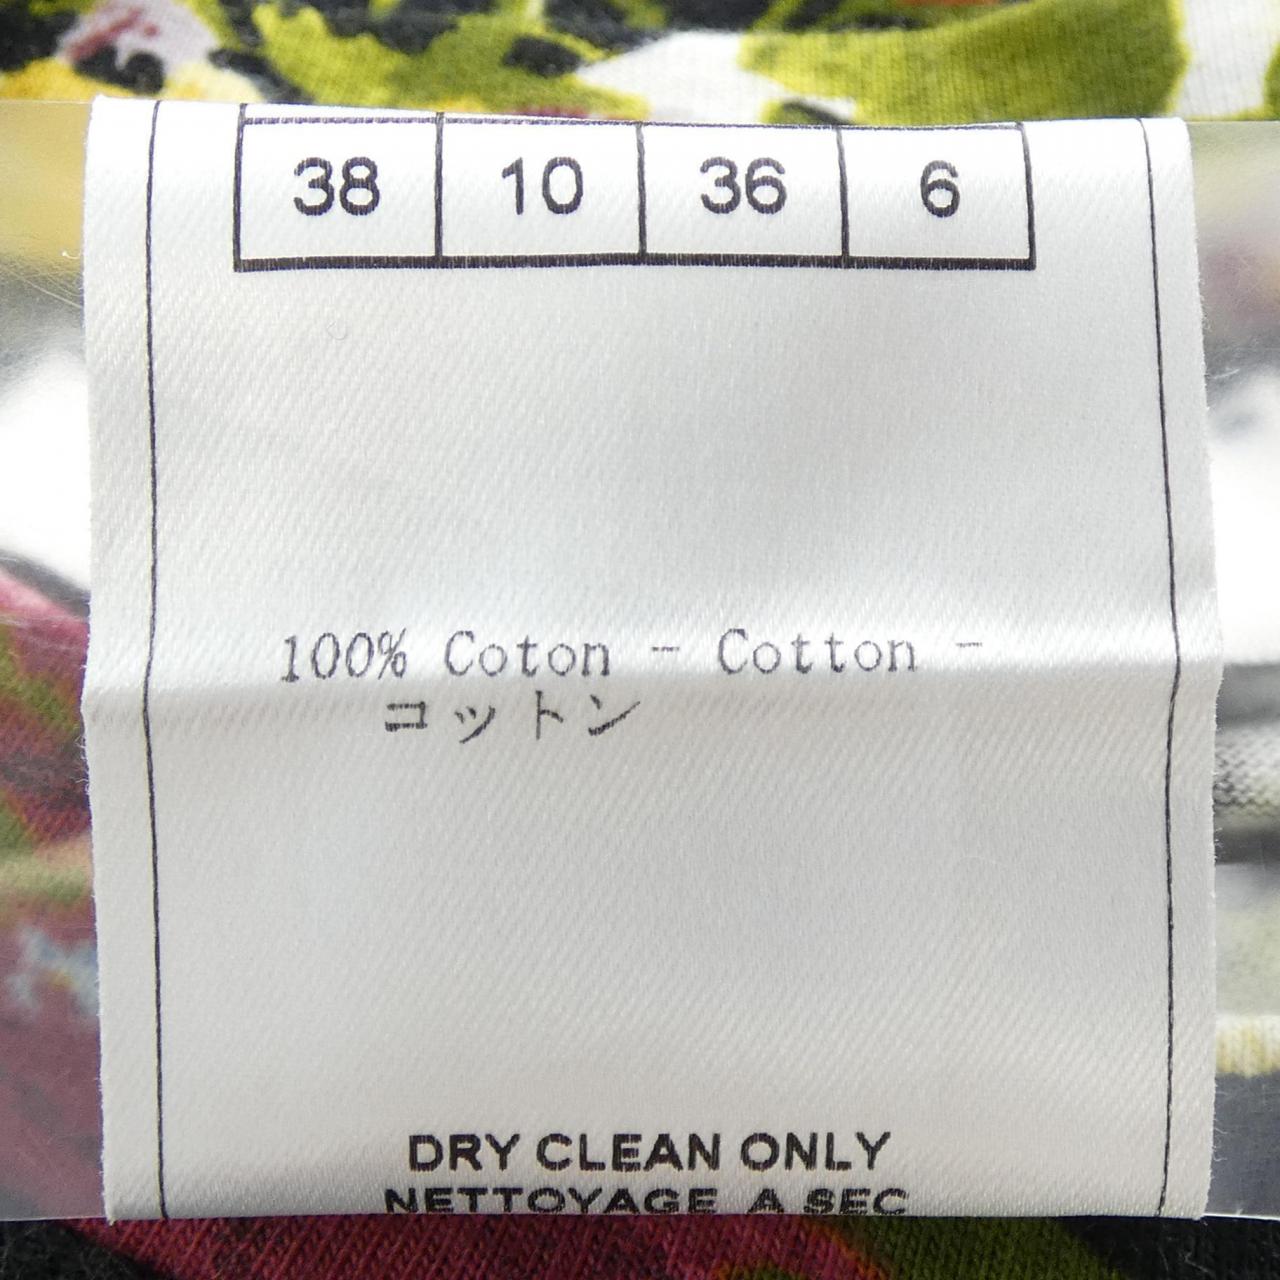 38 10 36 6
100% Coton - Cotton -
コットン
DRY CLEAN ONLY
NETTOYAGE A SEC